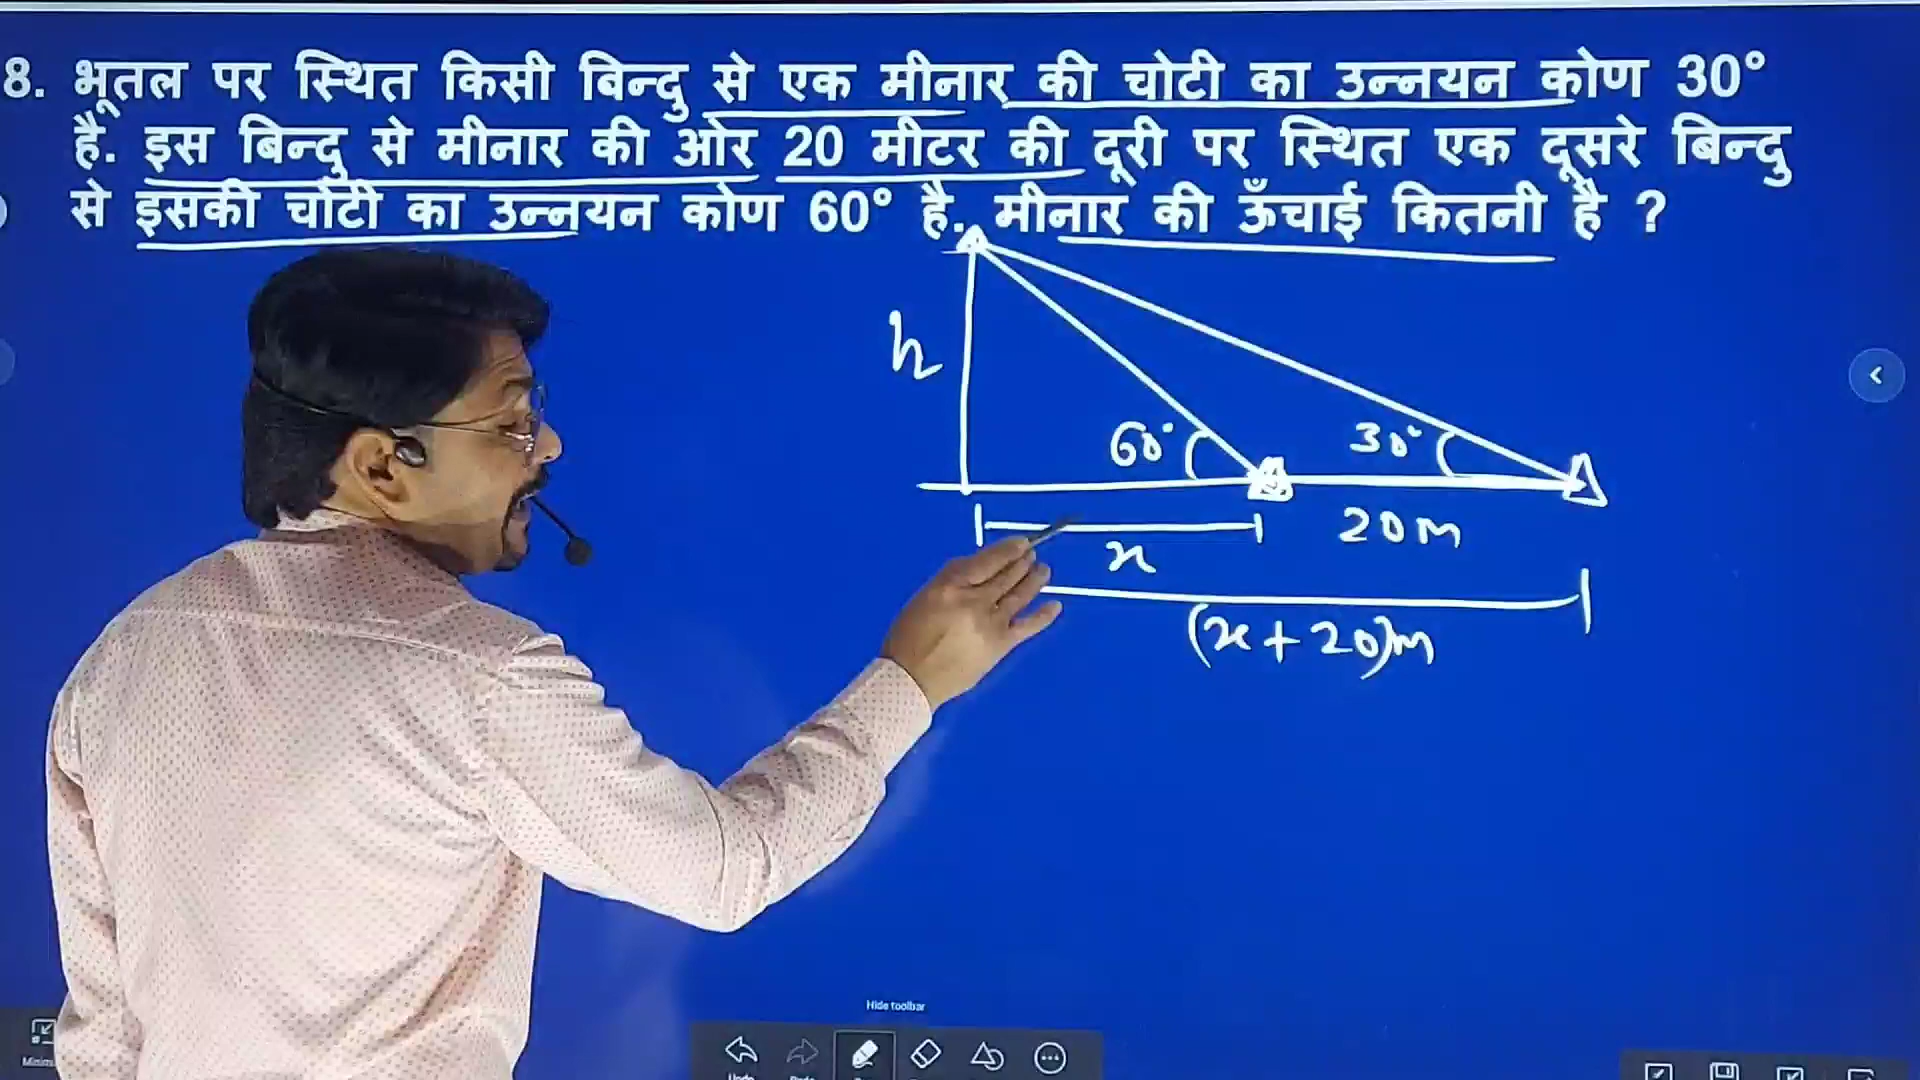 8. भूतल पर स्थित किसी बिन्दु से एक मीनार की चोटी का उन्नयन कोण 30°
है. इस बिन्दु से मीनार की ओर 20 मीटर की दूरी पर स्थित एक दूसरे बिन्दु
से इसकी चोटी का उन्नयन कोण 60° है. मीनार की ऊँचाई कितनी है ?
h
60°
30°
x
20m
(x+20)m
Hide toolbar
Undo